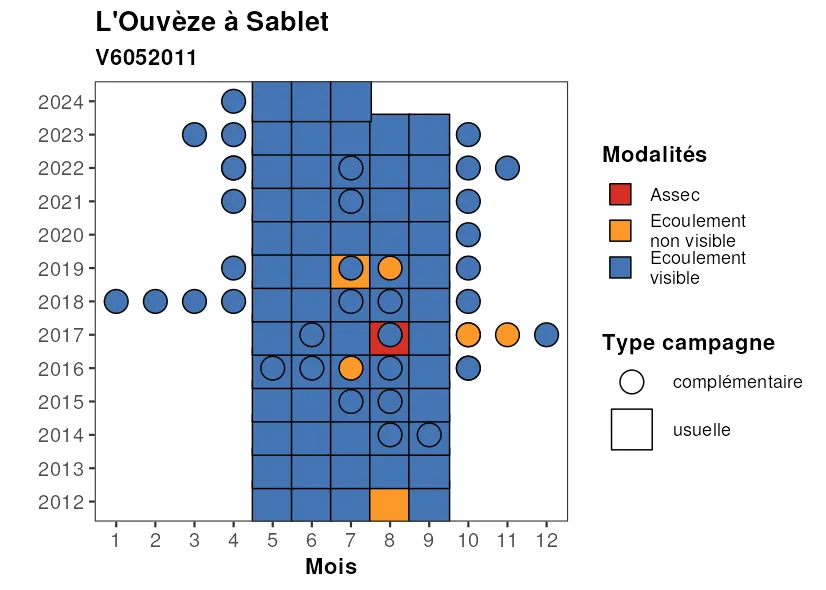 L'Ouvèze à Sablet
V6052011
2024
2023
2022
2021
2020
2019
2018
2017
2016
2015
2014
2013
2012
1 2 3 4 5 6 7 8 9 10 11 12
Mois
Modalités
Assec
Ecoulement
non visible
Ecoulement
visible
Type campagne
complémentaire
usuelle